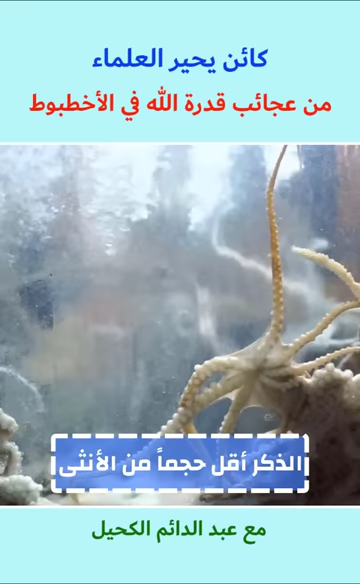 كائن يحير العلماء
من عجائب قدرة الله في الأخطبوط
الذكر أقل حجماً من الأنثى
مع عبد الدائم الكحيل